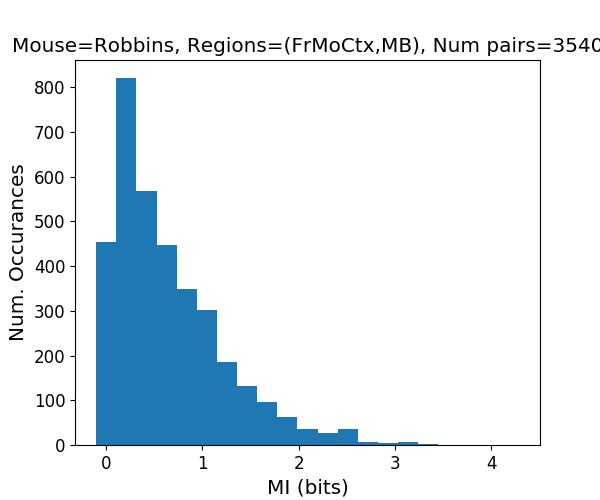 Mouse=Robbins, Regions=(FrMoCtx,MB), Num pairs=3540
800
700
600
500
400
300
200
100
0
Num. Occurances
0 1 2 3 4
MI (bits)